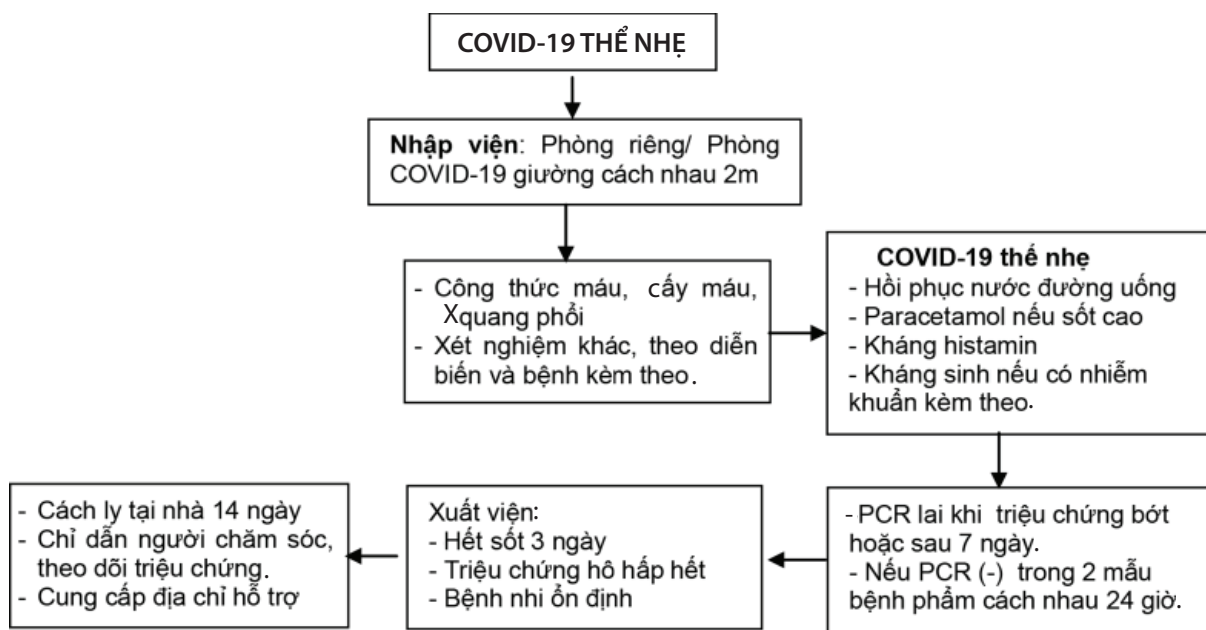 COVID-19 THỂ NHẸ
Nhập viện: Phòng riêng/ Phòng
COVID-19 giường cách nhau 2m
- Công thức máu, cấy máu,
Xquang phổi
- Xét nghiệm khác, theo diễn
biến và bệnh kèm theo.
COVID-19 thế nhẹ
- Hồi phục nước đường uống
- Paracetamol nếu sốt cao
- Kháng histamin
- Kháng sinh nếu có nhiễm
khuẩn kèm theo.
- PCR lai khi triệu chứng bớt
hoặc sau 7 ngày.
- Nếu PCR (-) trong 2 mẫu
bệnh phẩm cách nhau 24 giờ.
Xuất viện:
- Hết sốt 3 ngày
- Triệu chứng hô hấp hết
- Bệnh nhi ổn định
- Cách ly tại nhà 14 ngày
- Chỉ dẫn người chăm sóc,
theo dõi triệu chứng.
- Cung cấp địa chỉ hỗ trợ